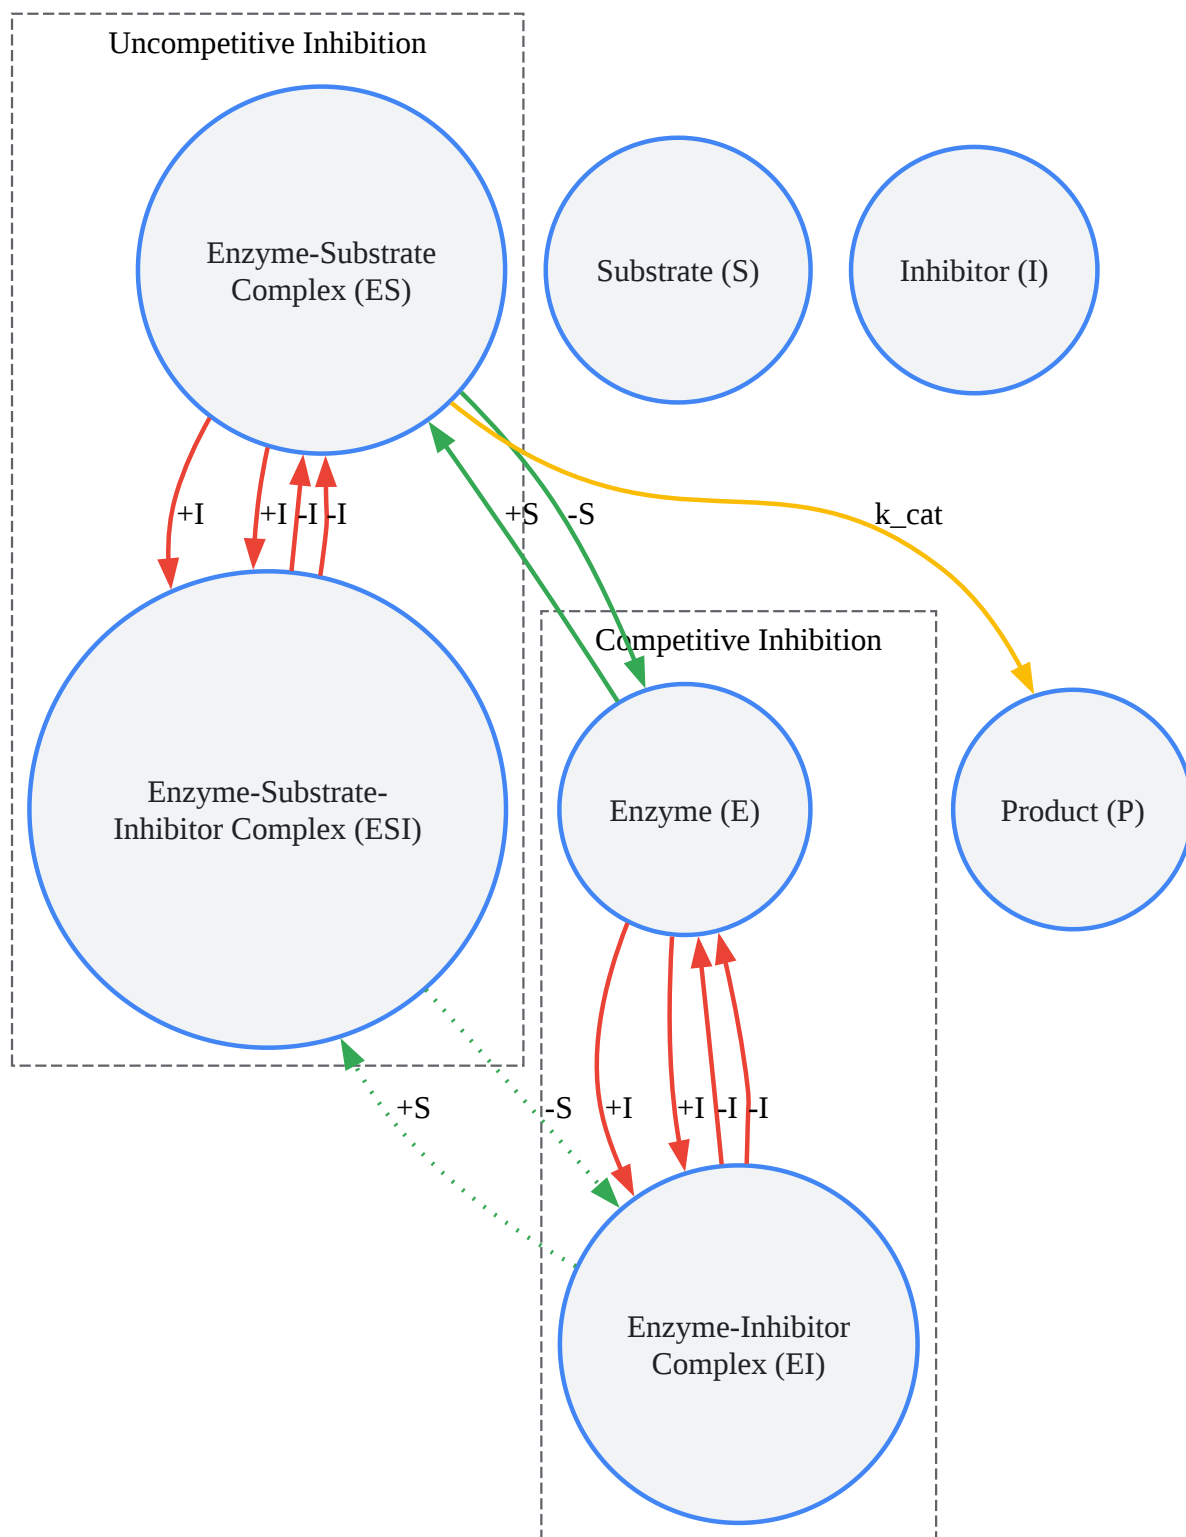 Uncompetitive Inhibition
Enzyme-Substrate
Complex (ES)
Substrate (S)
Inhibitor (I)
+I
+I
-I
-I
+S
-S
k_cat
Competitive Inhibition
Enzyme-Substrate-
Inhibitor Complex (ESI)
Enzyme (E)
Product (P)
+S
-S
+I
+I
-I
-I
Enzyme-Inhibitor
Complex (EI)